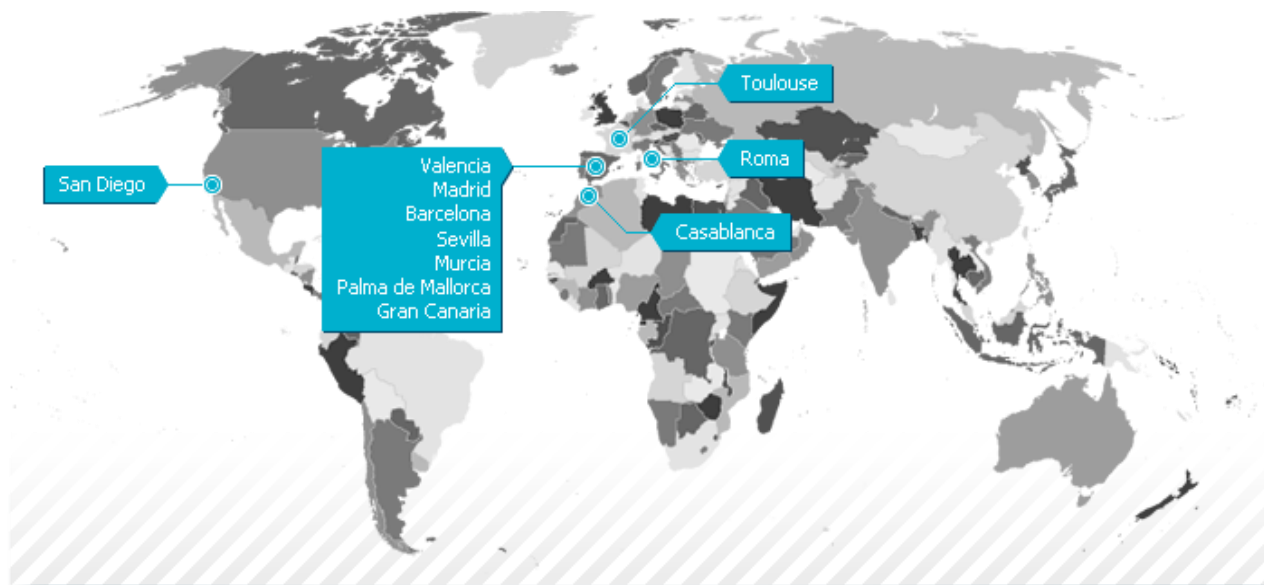 Toulouse
Roma
San Diego
Valencia
Madrid
Barcelona
Sevilla
Murcia
Palma de Mallorca
Gran Canaria
Casablanca